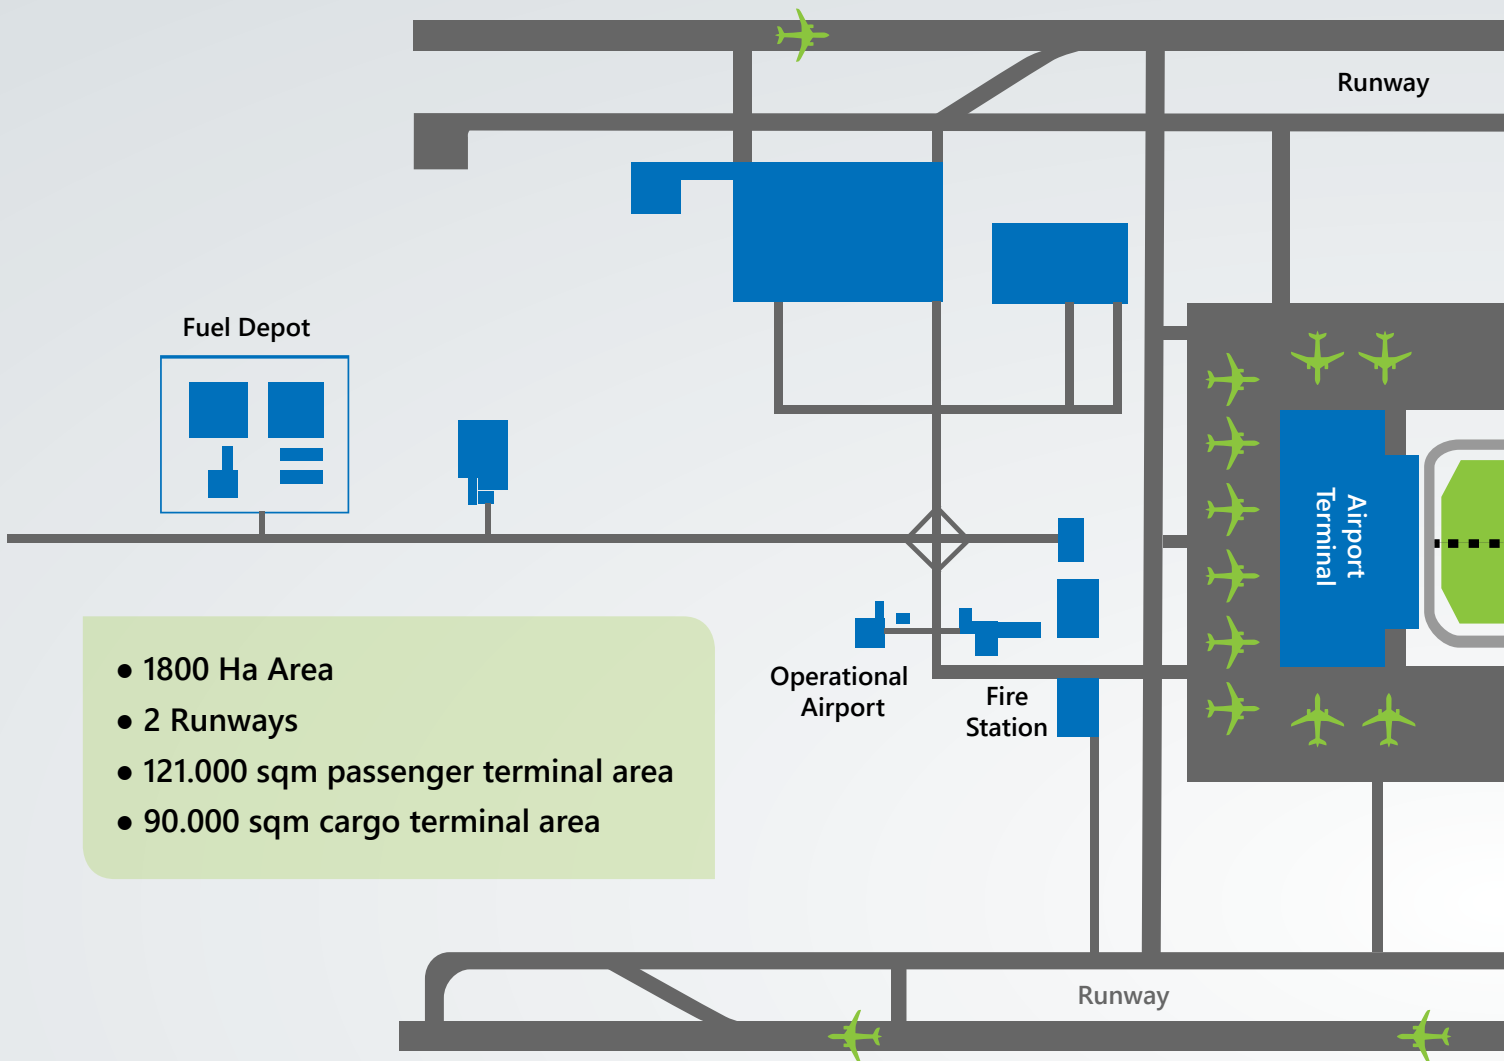 Runway
Fuel Depot
Airport
Terminal
Operational
Airport
Fire
Station
● 1800 Ha Area
● 2 Runways
● 121.000 sqm passenger terminal area
● 90.000 sqm cargo terminal area
Runway